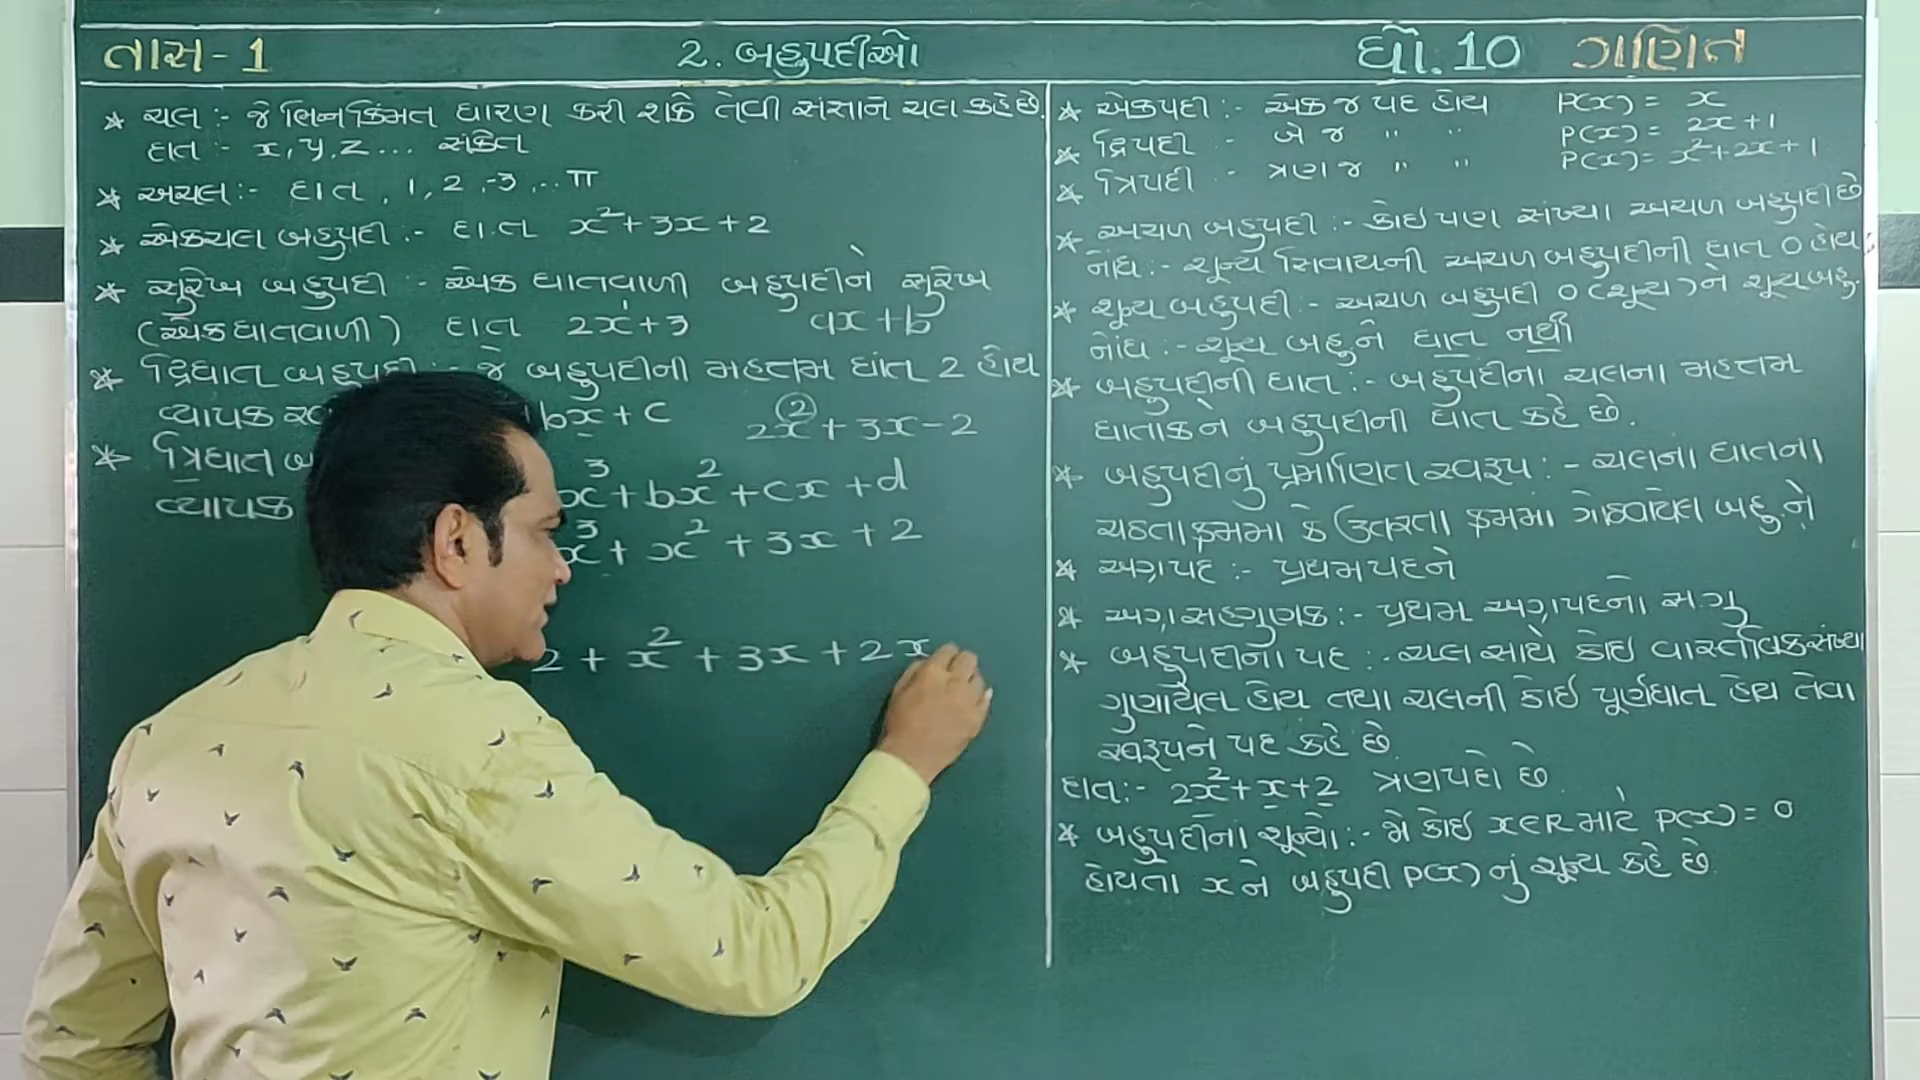 તાસ - 1
2. બહુપદીઓ
ધો. 10 ગણિત
* ચલ :- જે ભિન્ન કિંમત ધારણ કરી શકે તેવી સંજ્ઞાને ચલ કહે છે.
દા.ત :- x, y, z ... સંકેત
* અચલ :- દા.ત , 1, 2, -3, .. π
* એકચલ બહુપદી :- દા.ત x² + 3x + 2
* સુરેખ બહુપદી :- એક ઘાતવાળી બહુપદીને સુરેખ
(એકઘાતવાળી) દા.ત 2x¹ + 3 ax + b
* દ્વિઘાત બહુપદી :- જે બહુપદીની મહત્તમ ઘાત 2 હોય
વ્યાપક bx + c 2x² + 3x - 2
* ત્રિઘાત
વ્યાપક x³ + bx² + cx + d
x³ + x² + 3x + 2
2 + x² + 3x + 2x
* એકપદી :- એક જ પદ હોય P(x) = x
* દ્વિપદી :- બે જ " " P(x) = 2x + 1
* ત્રિપદી :- ત્રણ જ " " P(x) = x² + 2x + 1
* અચળ બહુપદી :- કોઇપણ સંખ્યા અચળ બહુપદી છે
નોંધ :- શૂન્ય સિવાયની અચળ બહુપદીની ઘાત 0 હોય
* શૂન્ય બહુપદી :- અચળ બહુપદી 0 (શૂન્ય) ને શૂન્ય બહુ.
નોંધ :- શૂન્ય બહુને ઘાત નથી
* બહુપદીની ઘાત :- બહુપદીના ચલના મહત્તમ
ઘાતાંકને બહુપદીની ઘાત કહે છે.
* બહુપદીનું પ્રમાણિત સ્વરૂપ :- ચલના ઘાતના
ચઢતા ક્રમમાં કે ઉતરતા ક્રમમાં ગોઠવાયેલ બહુ.ને
* અગ્રપદ :- પ્રથમપદને
* અગ્રસહગુણક :- પ્રથમ અગ્રપદનો સ.ગુ
* બહુપદીના પદ :- ચલ સાથે કોઇ વાસ્તવિક સંખ્યા
ગુણાયેલ હોય તથા ચલની કોઈ પૂર્ણઘાત હોય તેવા
સ્વરૂપને પદ કહે છે.
દા.ત :- 2x² + x + 2 ત્રણપદો છે.
* બહુપદીના શૂન્યો :- જો કોઇ x∈R માટે P(x) = 0
હોયતો x ને બહુપદી P(x) નું શૂન્ય કહે છે.